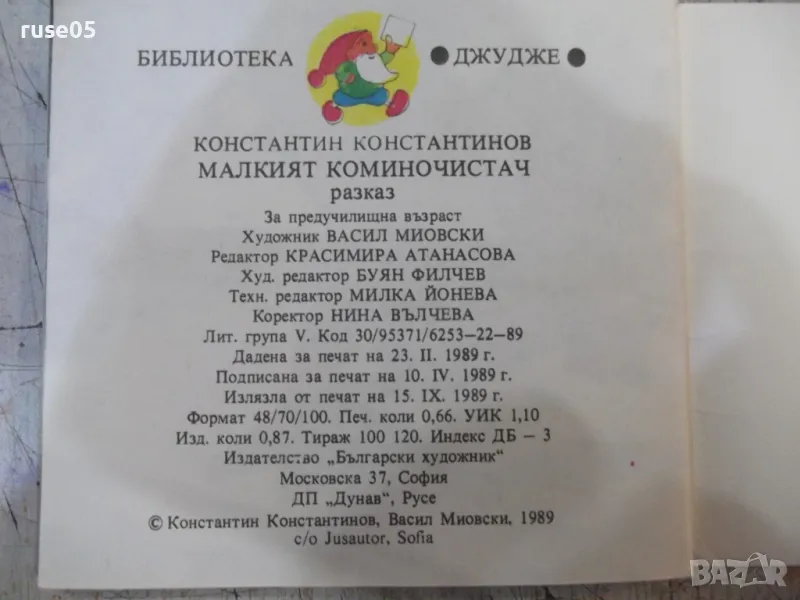 ruse05
БИБЛИОТЕКА ● ДЖУДЖЕ ●
КОНСТАНТИН КОНСТАНТИНОВ
МАЛКИЯТ КОМИНОЧИСТАЧ
разказ
За предучилищна възраст
Художник ВАСИЛ МИОВСКИ
Редактор КРАСИМИРА АТАНАСОВА
Худ. редактор БУЯН ФИЛЧЕВ
Техн. редактор МИЛКА ЙОНЕВА
Коректор НИНА ВЪЛЧЕВА
Лит. група V. Код 30/95371/6253—22—89
Дадена за печат на 23. II. 1989 г.
Подписана за печат на 10. IV. 1989 г.
Излязла от печат на 15. IX. 1989 г.
Формат 48/70/100. Печ. коли 0,66. УИК 1,10
Изд. коли 0,87. Тираж 100 120. Индекс ДБ — 3
Издателство „Български художник“
Московска 37, София
ДП „Дунав“, Русе
© Константин Константинов, Васил Миовски, 1989
c/o Jusautor, Sofia
BAZAR